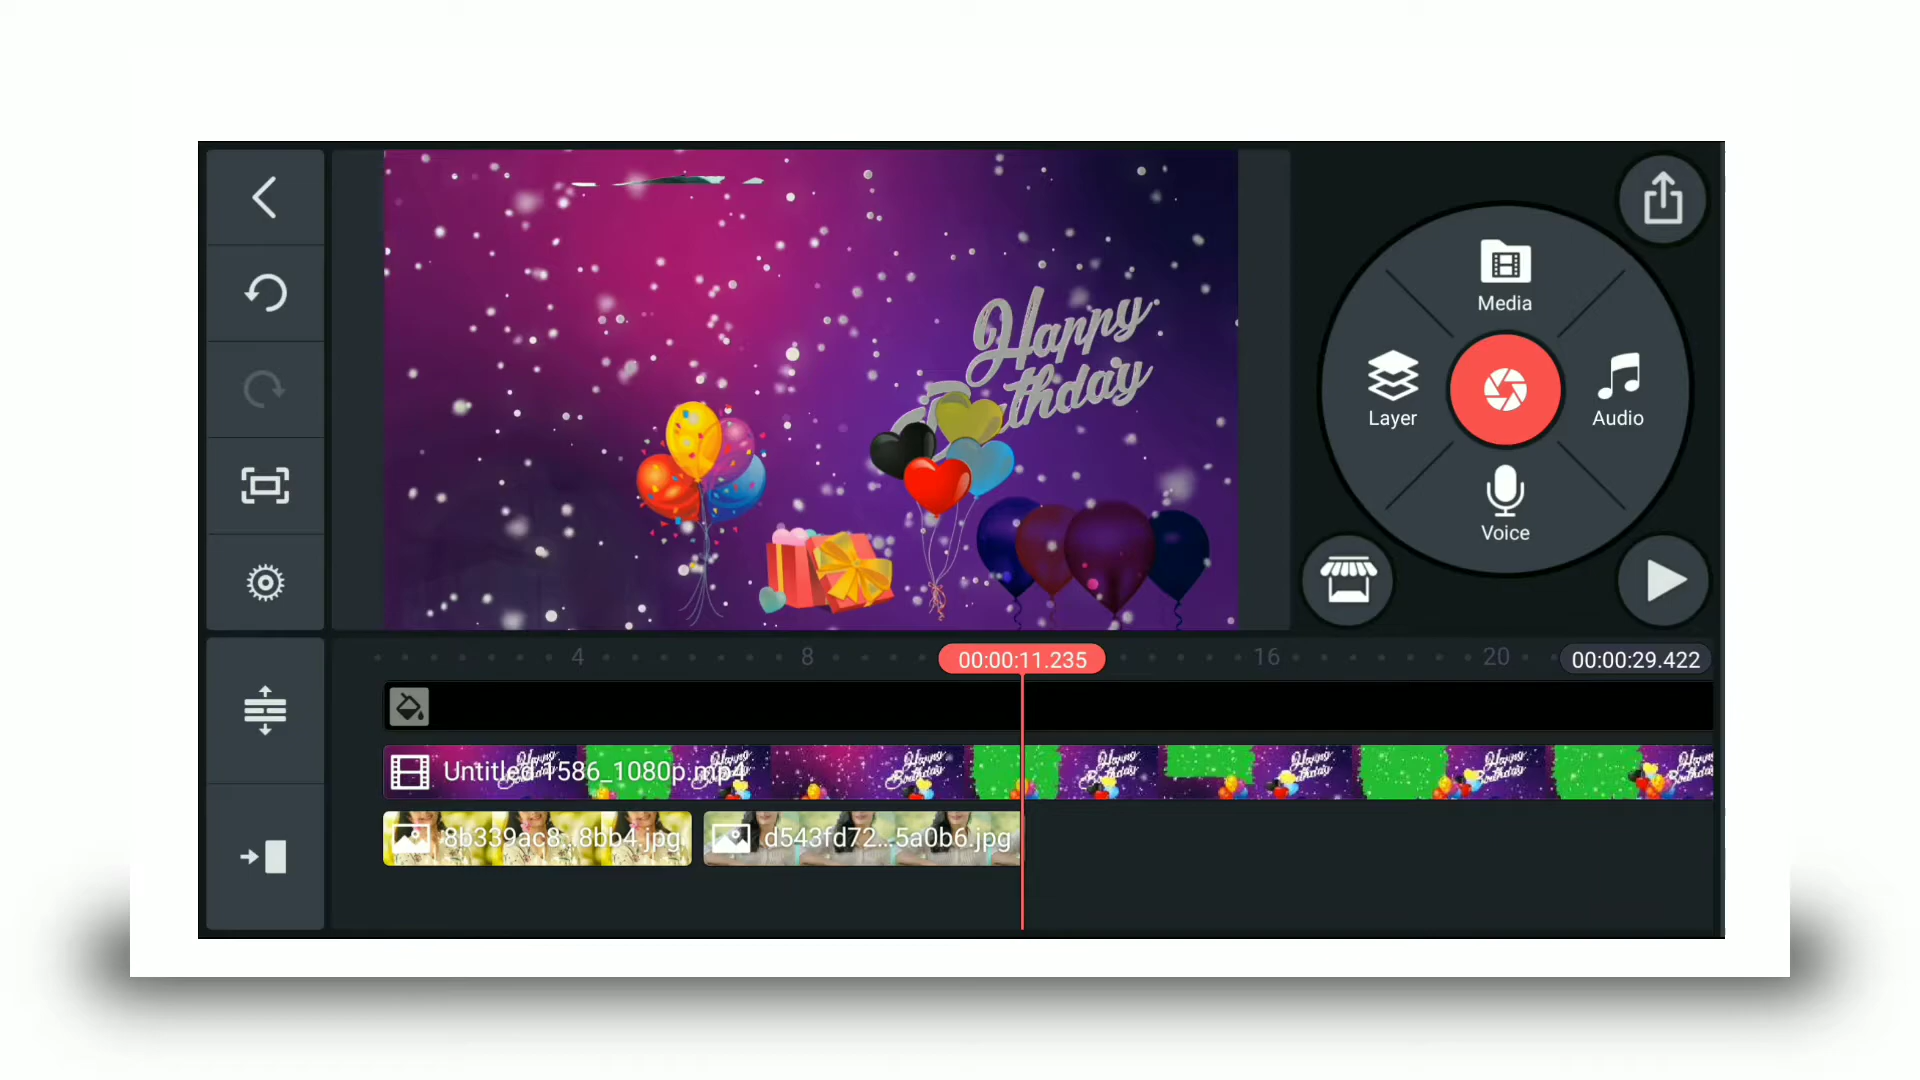 Happy
Birthday
Media
Layer
Audio
Voice
4
8
00:00:11.235
16
20
00:00:29.422
Untitled 1586_1080p.mp4
8b339ac8...8bb4.jpg
d543fd72...5a0b6.jpg